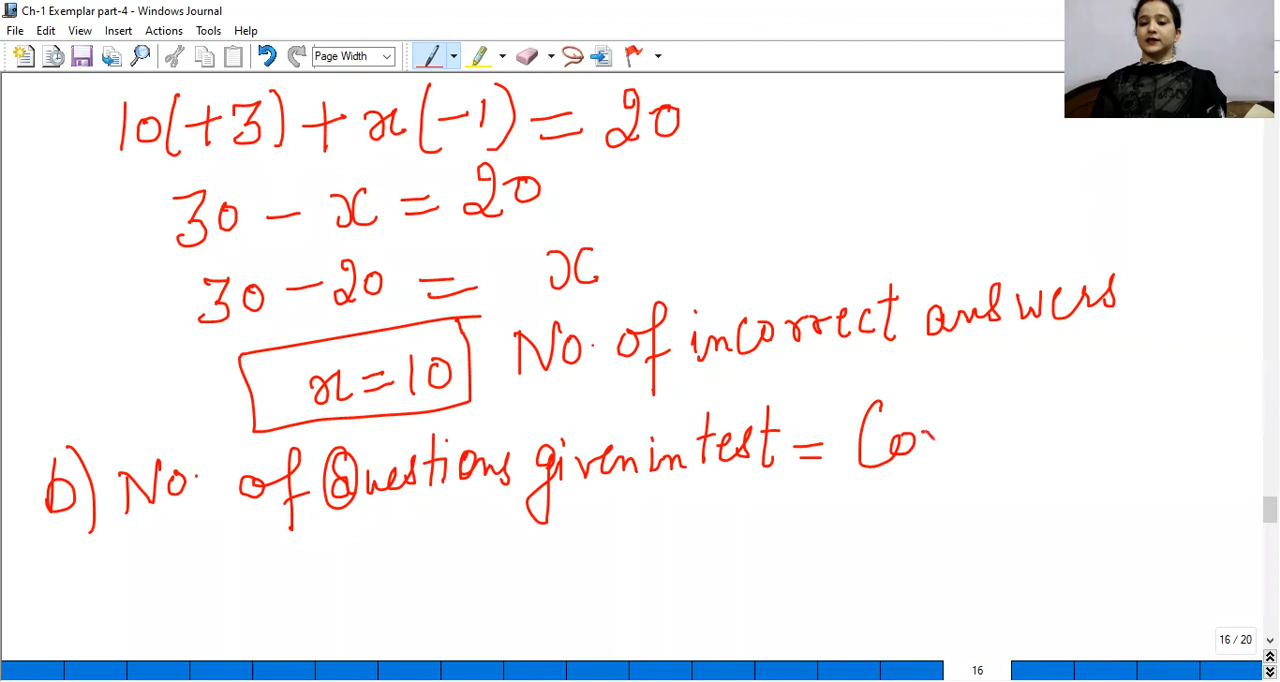 Ch-1 Exemplar part-4 - Windows Journal
File Edit View Insert Actions Tools Help
Page Width
10(+3) + x(-1) = 20
30 - x = 20
30 - 20 = x
x = 10 No. of incorrect answers
b) No. of Questions given in test = Co
16 / 20
16